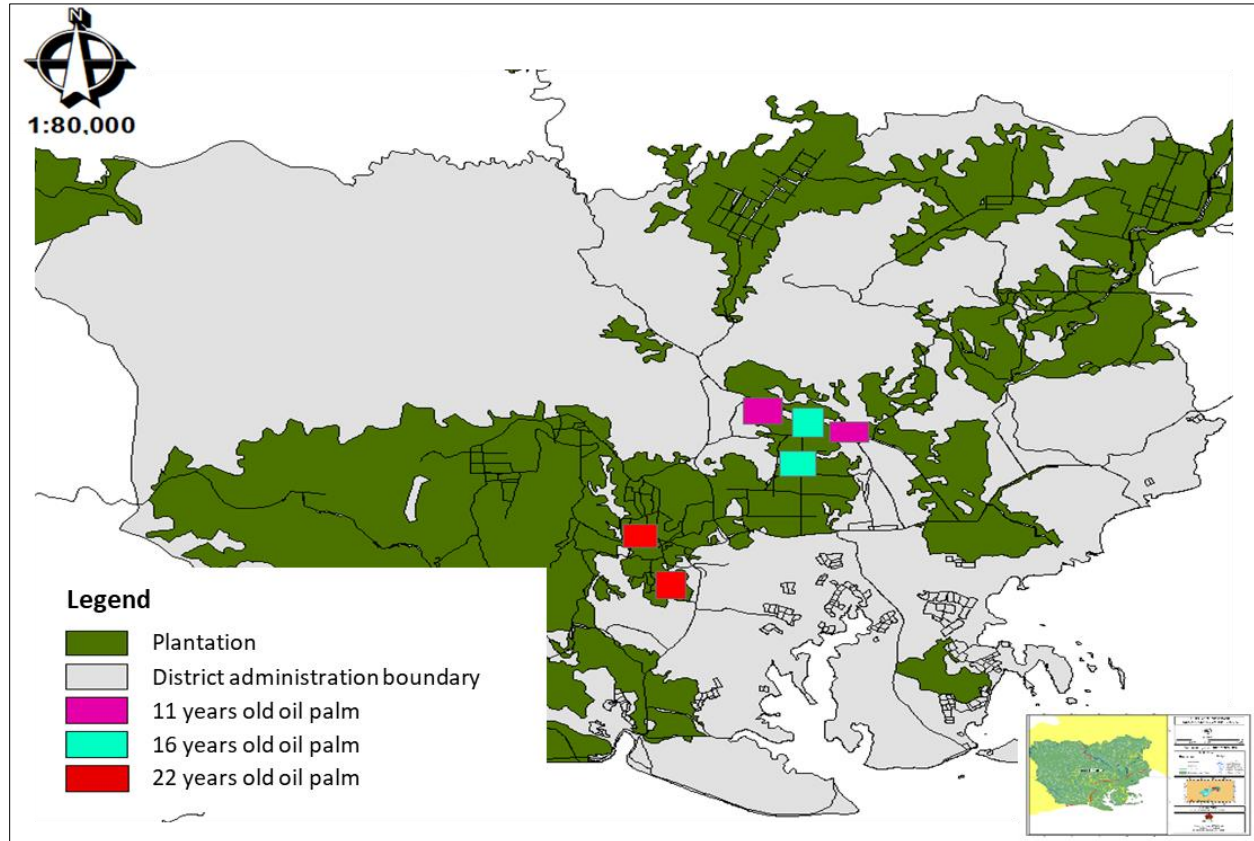 N
1:80,000
Legend
Plantation
District administration boundary
11 years old oil palm
16 years old oil palm
22 years old oil palm